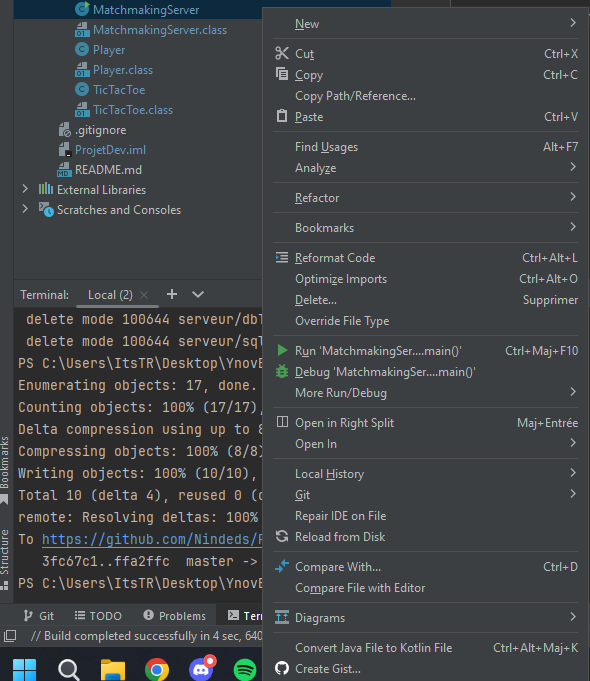 MatchmakingServer
MatchmakingServer.class
Player
Player.class
TicTacToe
TicTacToe.class
.gitignore
ProjetDev.iml
README.md
External Libraries
Scratches and Consoles
Terminal:
Local (2)
delete mode 100644 serveur/
delete mode 100644 serveur/sql
PS C:\Users\ItsTR\Desktop\
Enumerating objects: 17, done.
Counting objects: 100% (17/17),
Delta compression using up to 8
Compressing objects: 100% (8/8)
Writing objects: 100% (10/10),
Total 10 (delta 4), reused 0 (
remote: Resolving deltas: 100%
To https://github.com/Nindeds/
3fc67c1..ffa2ffc master ->
PS C:\Users\ItsTR\Desktop\
Bookmarks
Structure
Git
TODO
Problems
Ter
// Build completed successfully in 4 sec, 640
New
Cut Ctrl+X
Copy Ctrl+C
Copy Path/Reference...
Paste Ctrl+V
Find Usages Alt+F7
Analyze
Refactor
Bookmarks
Reformat Code Ctrl+Alt+L
Optimize Imports Ctrl+Alt+O
Delete... Supprimer
Override File Type
Run 'MatchmakingSer....main()' Ctrl+Maj+F10
Debug 'MatchmakingSer....main()'
More Run/Debug
Open in Right Split Maj+Entrée
Open In
Local History
Git
Repair IDE on File
Reload from Disk
Compare With... Ctrl+D
Compare File with Editor
Diagrams
Convert Java File to Kotlin File Ctrl+Alt+Maj+K
Create Gist...